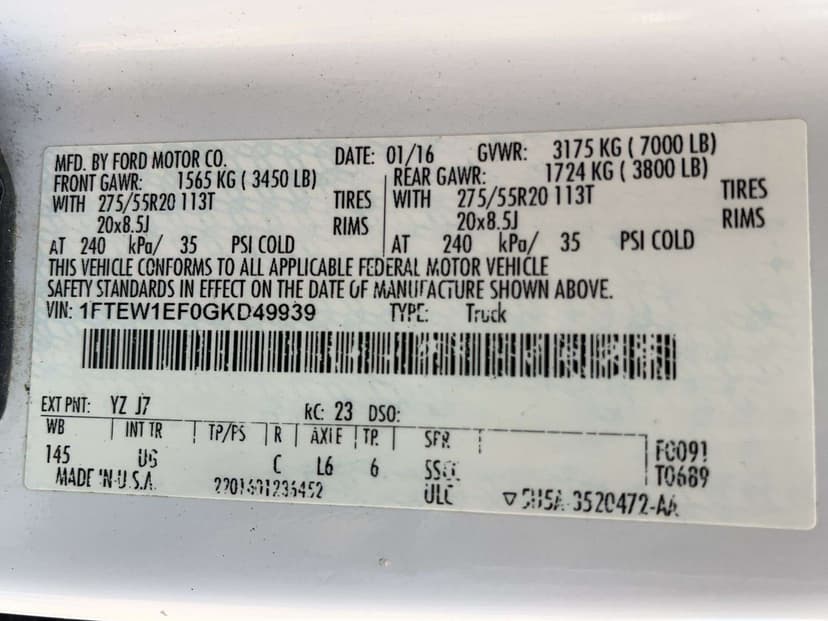 MFD. BY FORD MOTOR CO. DATE: 01/16 GVWR: 3175 KG ( 7000 LB)
FRONT GAWR: 1565 KG ( 3450 LB) REAR GAWR: 1724 KG ( 3800 LB)
WITH 275/55R20 113T TIRES WITH 275/55R20 113T TIRES
20x8.5J RIMS 20x8.5J RIMS
AT 240 kPa/ 35 PSI COLD AT 240 kPa/ 35 PSI COLD
THIS VEHICLE CONFORMS TO ALL APPLICABLE FEDERAL MOTOR VEHICLE
SAFETY STANDARDS IN EFFECT ON THE DATE OF MANUFACTURE SHOWN ABOVE.
VIN: 1FTEW1EF0GKD49939 TYPE: Truck
EXT PNT: YZ J7 RC: 23 DSO:
WB INT TR TP/PS R AXLE TR SPR F0091
145 UG C L6 6 T0689
MADE IN U.S.A. ULC